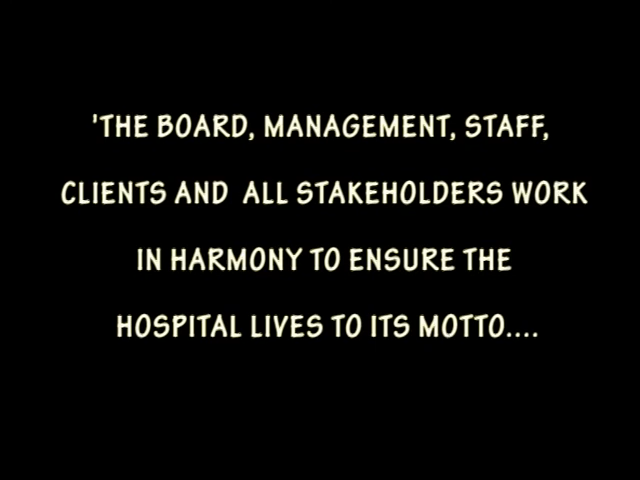 'THE BOARD, MANAGEMENT, STAFF,
CLIENTS AND  ALL STAKEHOLDERS WORK
IN HARMONY TO ENSURE THE
HOSPITAL LIVES TO ITS MOTTO....